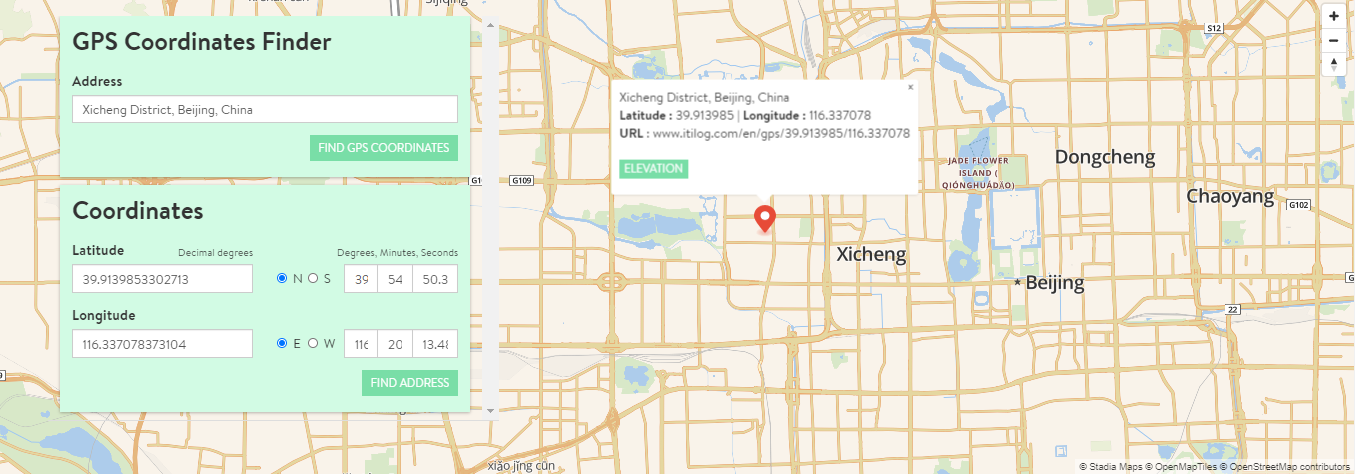 GPS Coordinates Finder
Address
Xicheng District, Beijing, China
FIND GPS COORDINATES
Coordinates
Latitude
Decimal degrees
Degrees, Minutes, Seconds
39.9139853302713
N
S
39
54
50.3
Longitude
116.337078373104
E
W
116
20
13.48
FIND ADDRESS
Xicheng District, Beijing, China
×
Latitude : 39.913985 | Longitude : 116.337078
URL : www.itilog.com/en/gps/39.913985/116.337078
ELEVATION
S12
G109
G109
JADE FLOWER
ISLAND (
QIÓNGHUÁDǍO)
Dongcheng
Chaoyang
G102
Xicheng
Beijing
22
xiǎo jǐng cūn
+
−
© Stadia Maps © OpenMapTiles © OpenStreetMap contributors